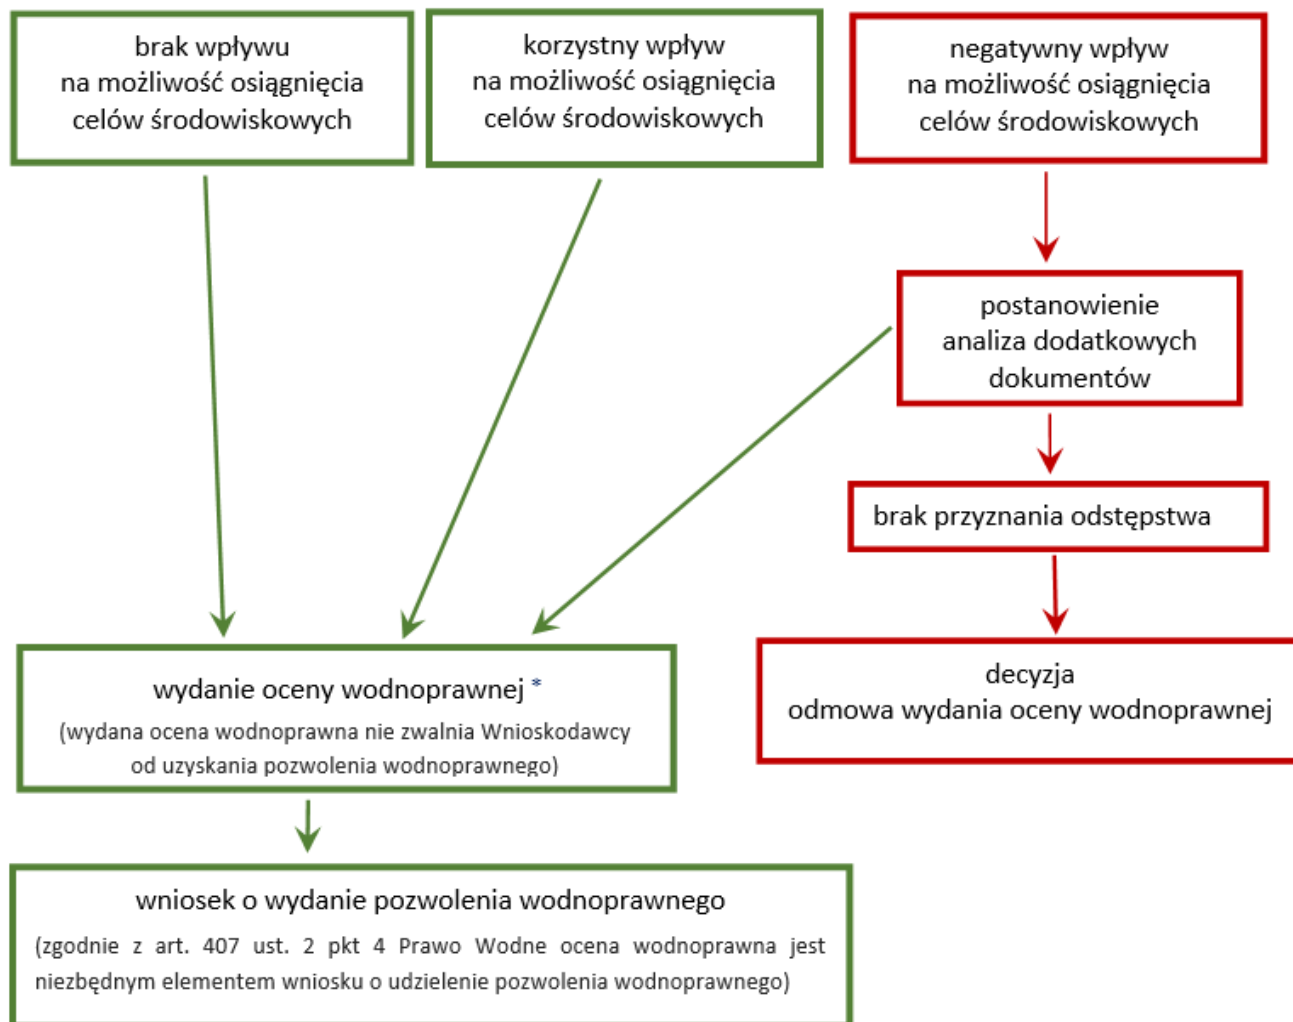 brak wpływu
na możliwość osiągnięcia
celów środowiskowych
korzystny wpływ
na możliwość osiągnięcia
celów środowiskowych
negatywny wpływ
na możliwość osiągnięcia
celów środowiskowych
postanowienie
analiza dodatkowych
dokumentów
brak przyznania odstępstwa
wydanie oceny wodnoprawnej *
(wydana ocena wodnoprawna nie zwalnia Wnioskodawcy
od uzyskania pozwolenia wodnoprawnego)
decyzja
odmowa wydania oceny wodnoprawnej
wniosek o wydanie pozwolenia wodnoprawnego
(zgodnie z art. 407 ust. 2 pkt 4 Prawo Wodne ocena wodnoprawna jest
niezbędnym elementem wniosku o udzielenie pozwolenia wodnoprawnego)